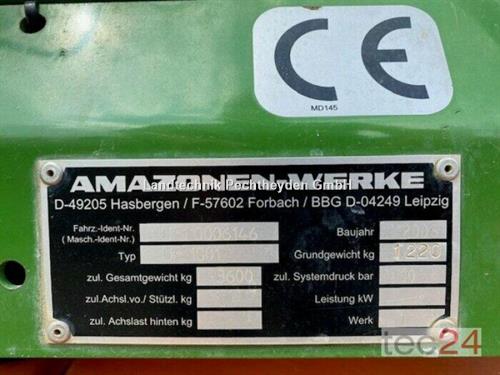 CE
MD145
AMAZONEN-WERKE
Landtechnik Pechtheyden GmbH
D-49205 Hasbergen / F-57602 Forbach / BBG D-04249 Leipzig
Fahrz.-Ident-Nr.
( Masch.-Ident-Nr. )
Baujahr
Typ
Grundgewicht kg 1220
zul. Gesamtgewicht kg 3600
zul. Systemdruck bar
zul.Achsl.vo./ Stützl. kg
Leistung kW
zul. Achslast hinten kg
Werk
tec24